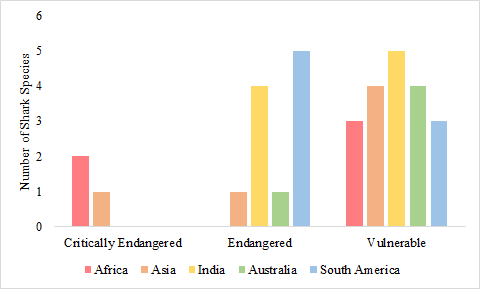 Number of Shark Species
6
5
4
3
2
1
0
Critically Endangered
Endangered
Vulnerable
Africa
Asia
India
Australia
South America